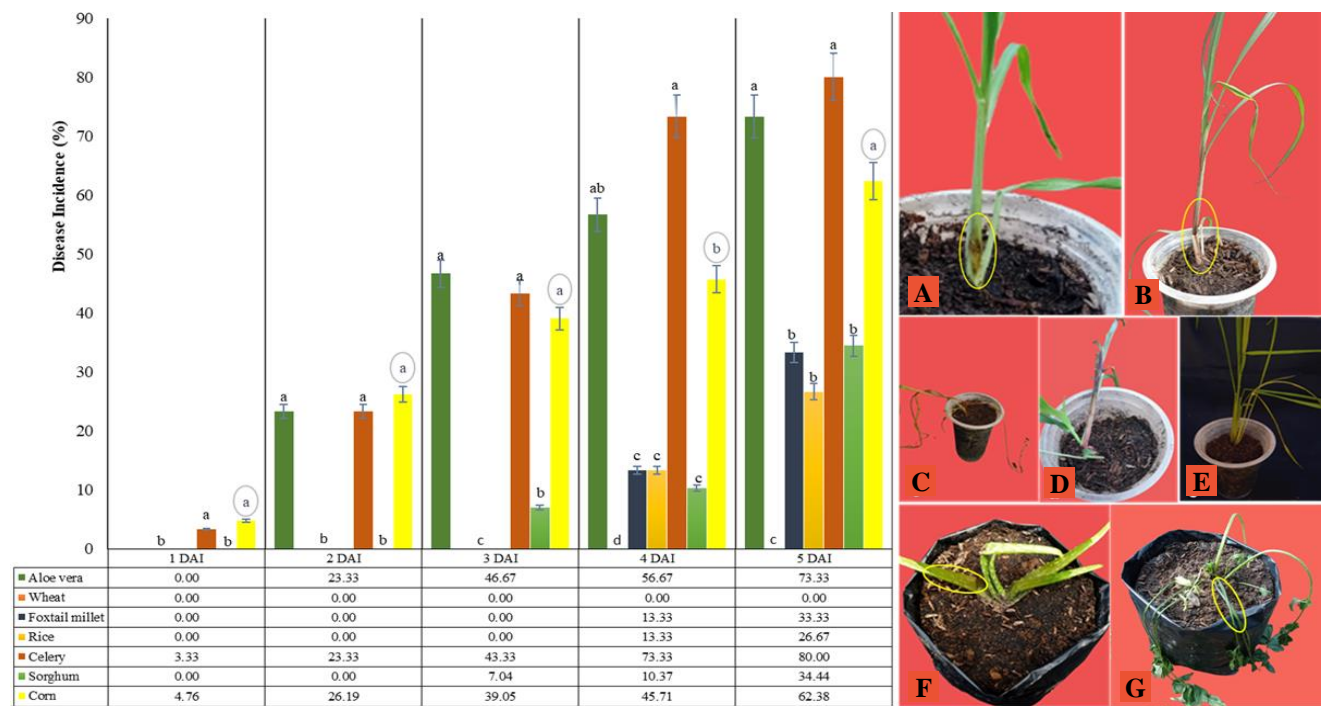 Disease Incidence (%)
90
80
70
60
50
40
30
20
10
0
b
a
b
a
a
b
a
b
a
a
c
a
b
a
ab
d
c
c
a
c
b
a
c
b
b
a
b
a
1 DAI 2 DAI 3 DAI 4 DAI 5 DAI
Aloe vera 0.00 23.33 46.67 56.67 73.33
Wheat 0.00 0.00 0.00 0.00 0.00
Foxtail millet 0.00 0.00 0.00 13.33 33.33
Rice 0.00 0.00 0.00 13.33 26.67
Celery 3.33 23.33 43.33 73.33 80.00
Sorghum 0.00 0.00 7.04 10.37 34.44
Corn 4.76 26.19 39.05 45.71 62.38
A
B
C
D
E
F
G